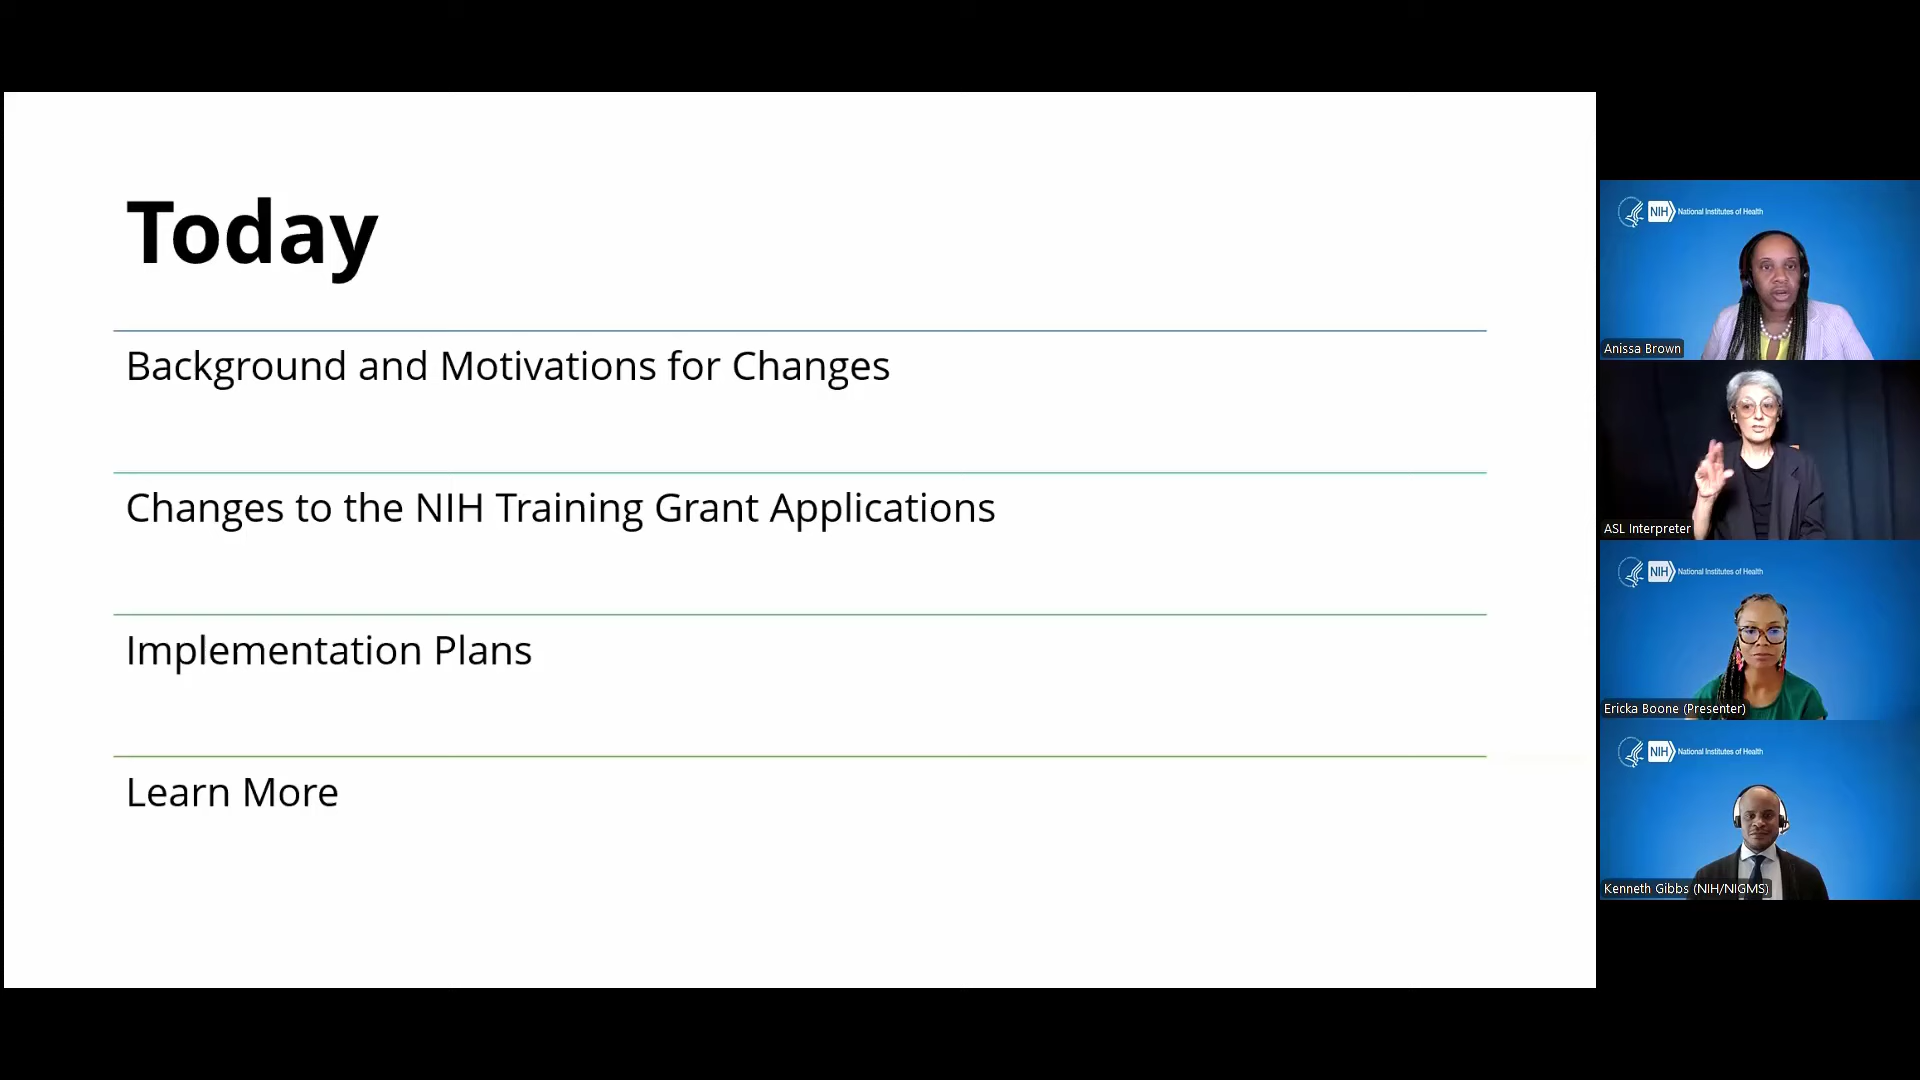 Today
Background and Motivations for Changes
Changes to the NIH Training Grant Applications
Implementation Plans
Learn More
NIH National Institutes of Health
Anissa Brown
ASL Interpreter
NIH National Institutes of Health
Ericka Boone (Presenter)
NIH National Institutes of Health
Kenneth Gibbs (NIH/NIGMS)